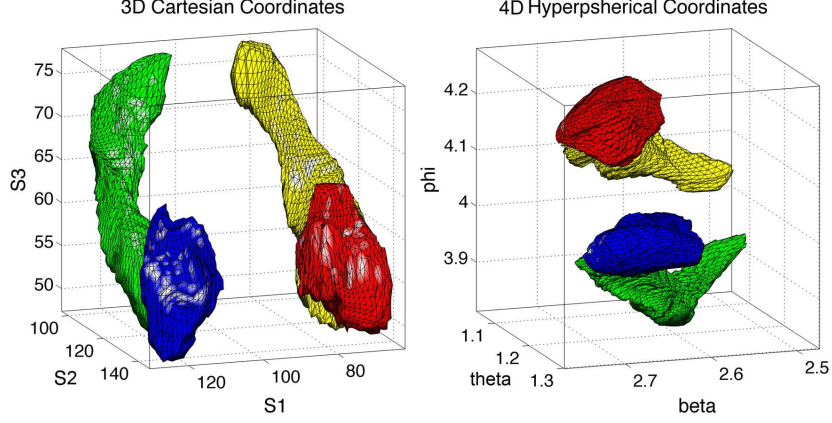 3D Cartesian Coordinates
75
70
65
60
55
50
S3
100
120
140
S2
120
100
80
S1
4D Hyperpsherical Coordinates
4.2
4.1
4
3.9
phi
1.1
1.2
1.3
theta
2.7
2.6
2.5
beta